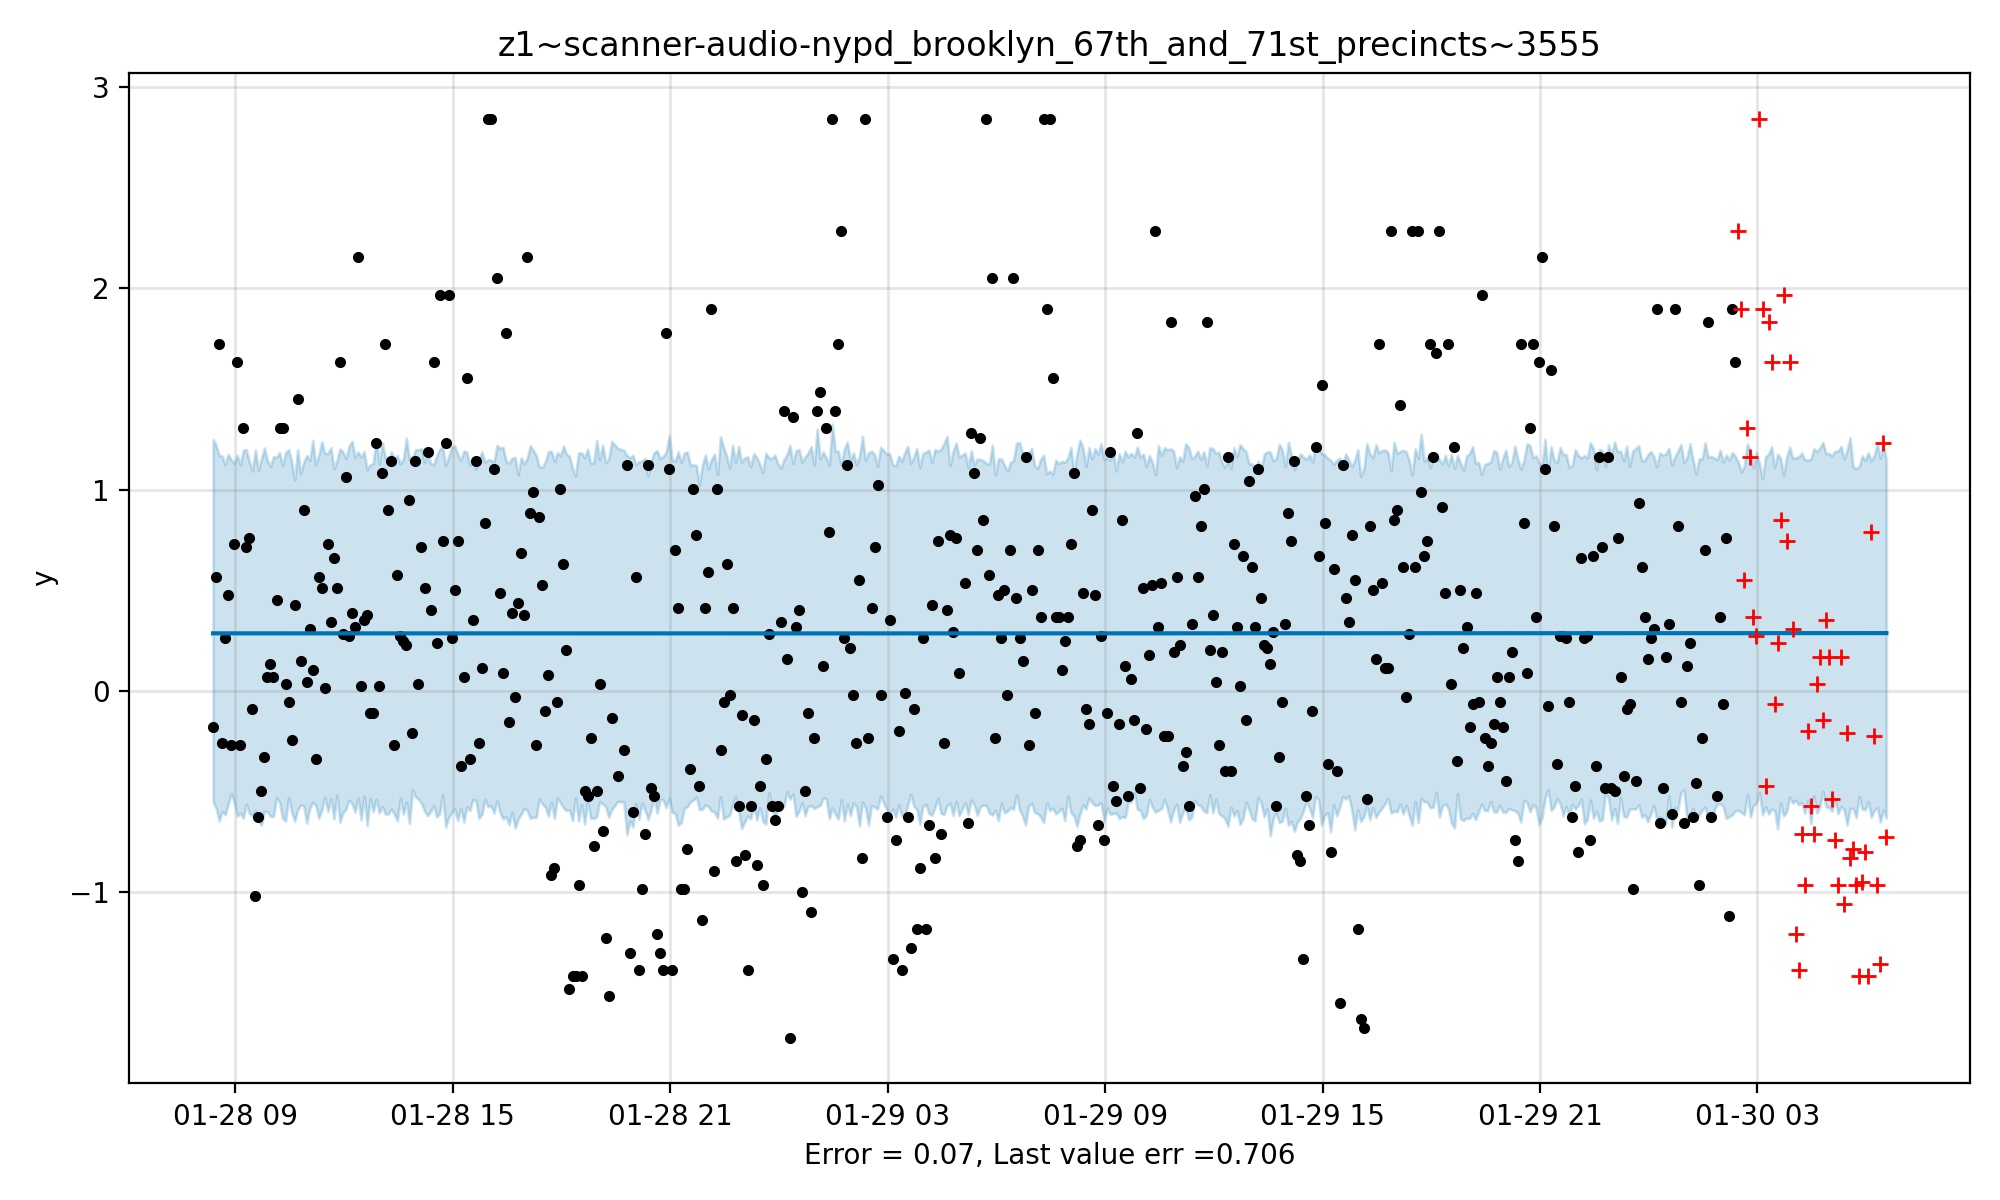 z1~scanner-audio-nypd_brooklyn_67th_and_71st_precincts~3555
3
2
1
0
−1
y
01-28 09 01-28 15 01-28 21 01-29 03 01-29 09 01-29 15 01-29 21 01-30 03
Error = 0.07, Last value err =0.706